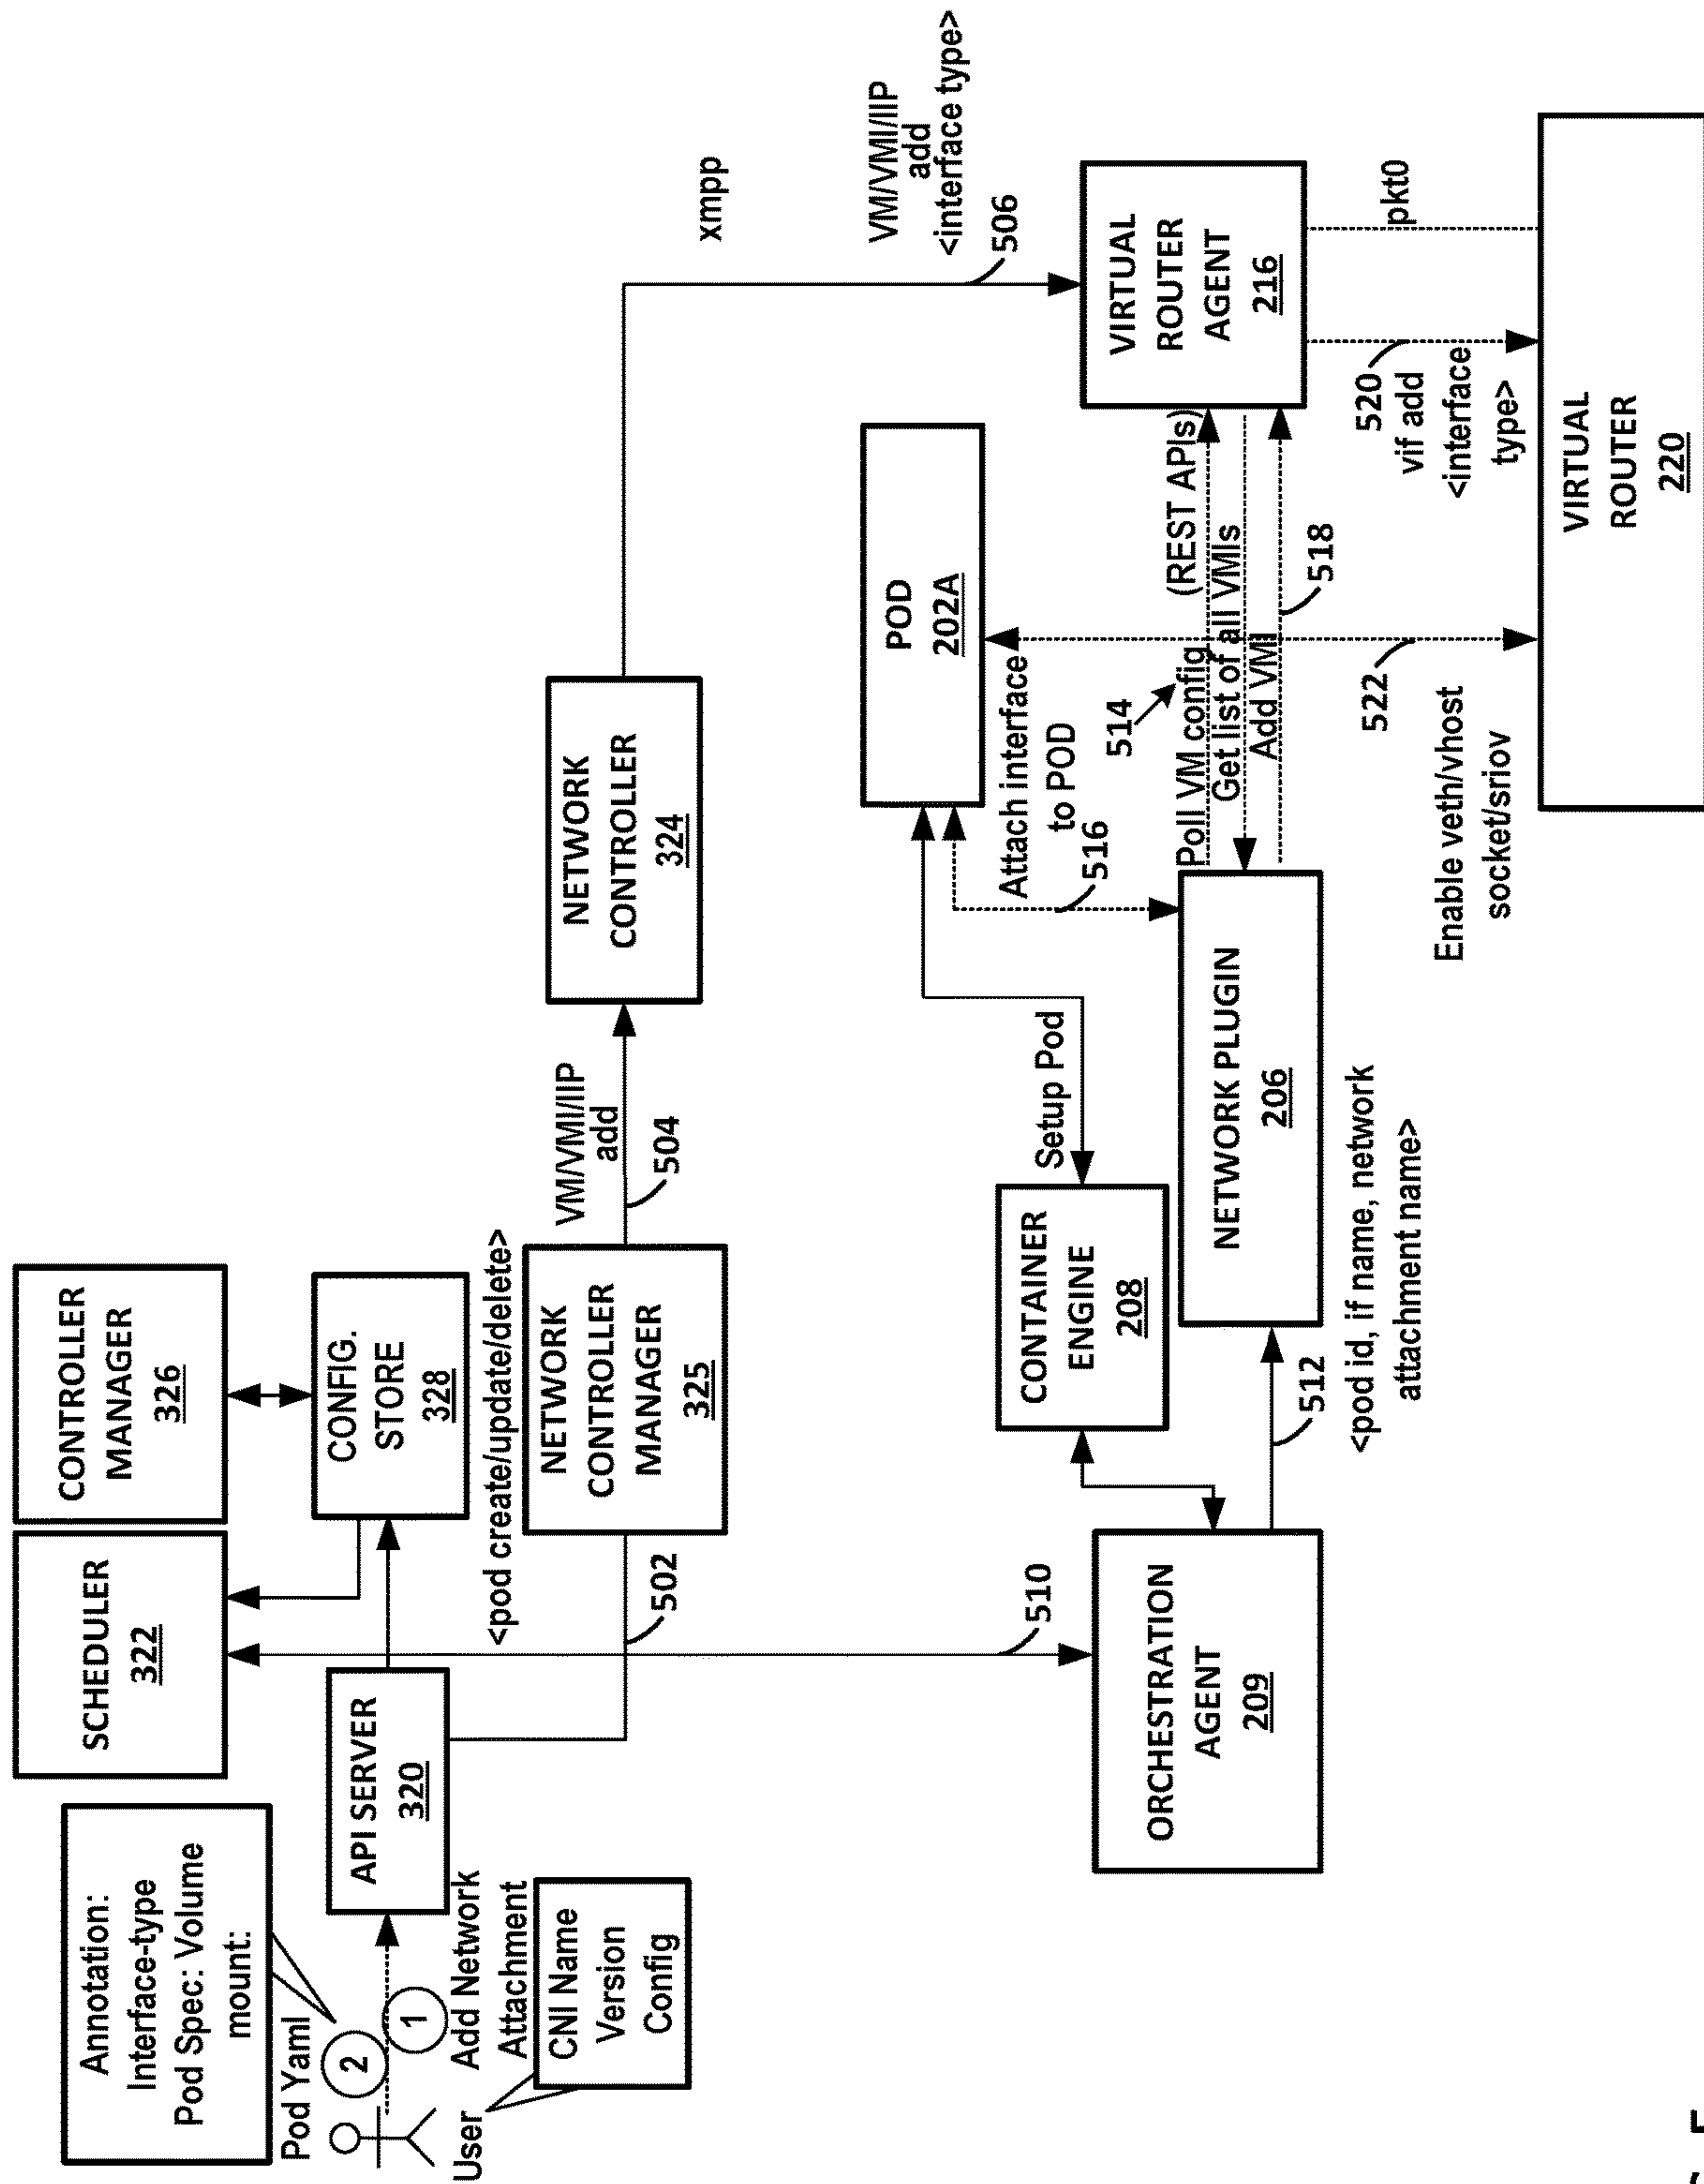 Annotation:
Interface-type
Pod Spec: Volume
mount:
Pod Yaml
2
1
User
Add Network
Attachment
CNI Name
Version
Config
API SERVER
320
SCHEDULER
322
CONTROLLER
MANAGER
326
CONFIG.
STORE
328
<pod create/update/delete>
NETWORK
CONTROLLER
MANAGER
325
502
VM/VMI/IIP
add
504
NETWORK
CONTROLLER
324
xmpp
VM/VMI/IIP
add
<interface type>
506
510
ORCHESTRATION
AGENT
209
CONTAINER
ENGINE
208
Setup Pod
POD
202A
Attach interface
to POD
516
512
<pod id, if name, network
attachment name>
NETWORK PLUGIN
206
514
Poll VM config
(REST APIs)
Get list of all VMIs
Add VMI
518
VIRTUAL
ROUTER
AGENT
216
520
vif add
<interface
type>
pkt0
522
Enable veth/vhost
socket/sriov
VIRTUAL
ROUTER
220